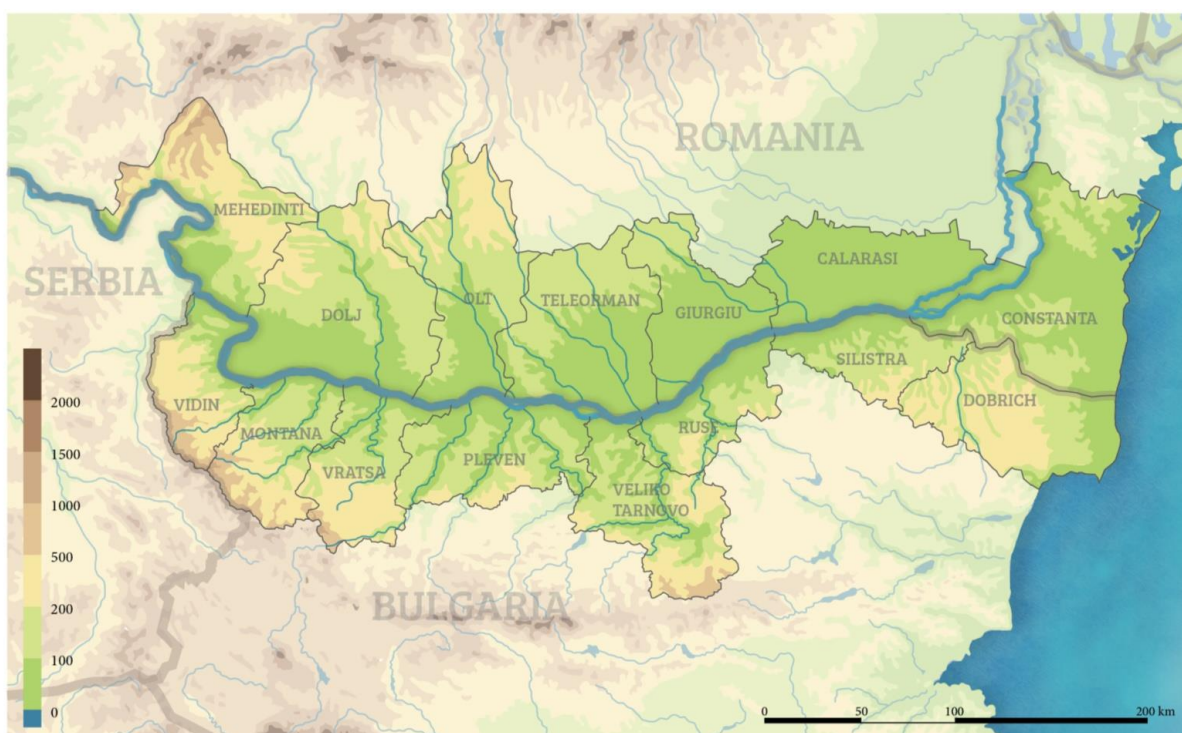 ROMANIA
MEHEDINTI
CALARASI
SERBIA
OLT
TELEORMAN
DOLJ
GIURGIU
CONSTANTA
SILISTRA
DOBRICH
VIDIN
MONTANA
RUSE
PLEVEN
VRATSA
VELIKO
TARNOVO
BULGARIA
2000
1500
1000
500
200
100
0
0 50 100 200 km